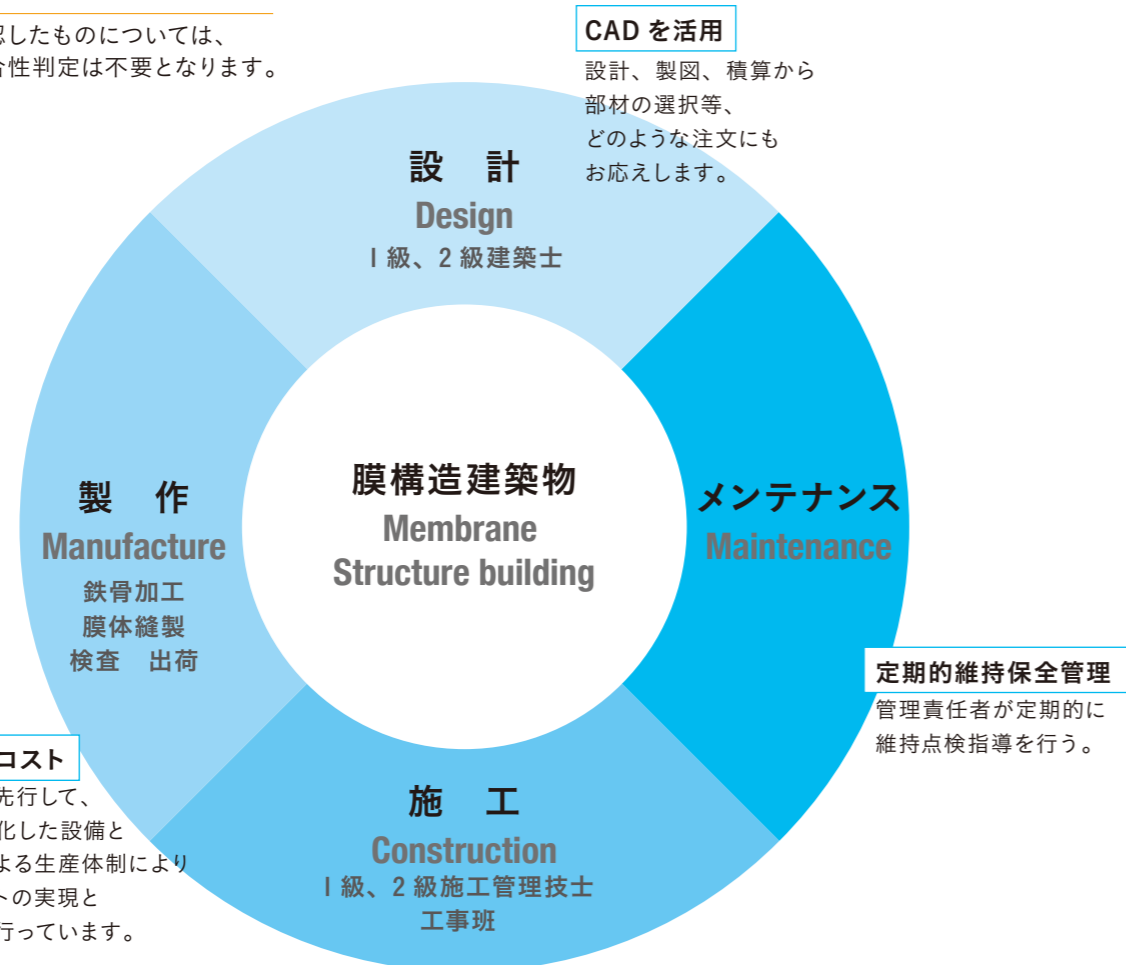 認したものについては、
合性判定は不要となります。
CAD を活用
設計、製図、積算から
部材の選択等、
どのような注文にも
お応えします。
設　計
Design
1 級、2 級建築士
製　作
Manufacture
鉄骨加工
膜体縫製
検査　出荷
膜構造建築物
Membrane
Structure building
メンテナンス
Maintenance
定期的維持保全管理
管理責任者が定期的に
維持点検指導を行う。
コスト
先行して、
化した設備と
よる生産体制により
トの実現と
行っています。
施　工
Construction
1 級、2 級施工管理技士
工事班